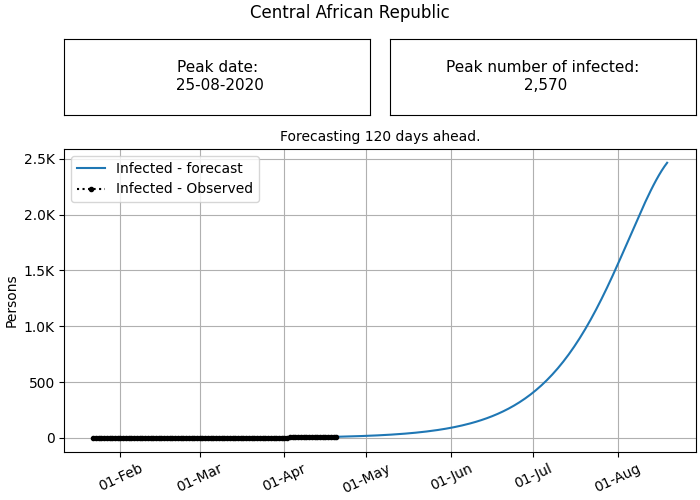 Central African Republic
Peak date:
25-08-2020
Peak number of infected:
2,570
Forecasting 120 days ahead.
Infected - forecast
Infected - Observed
2.5K
2.0K
1.5K
1.0K
500
0
Persons
01-Feb
01-Mar
01-Apr
01-May
01-Jun
01-Jul
01-Aug